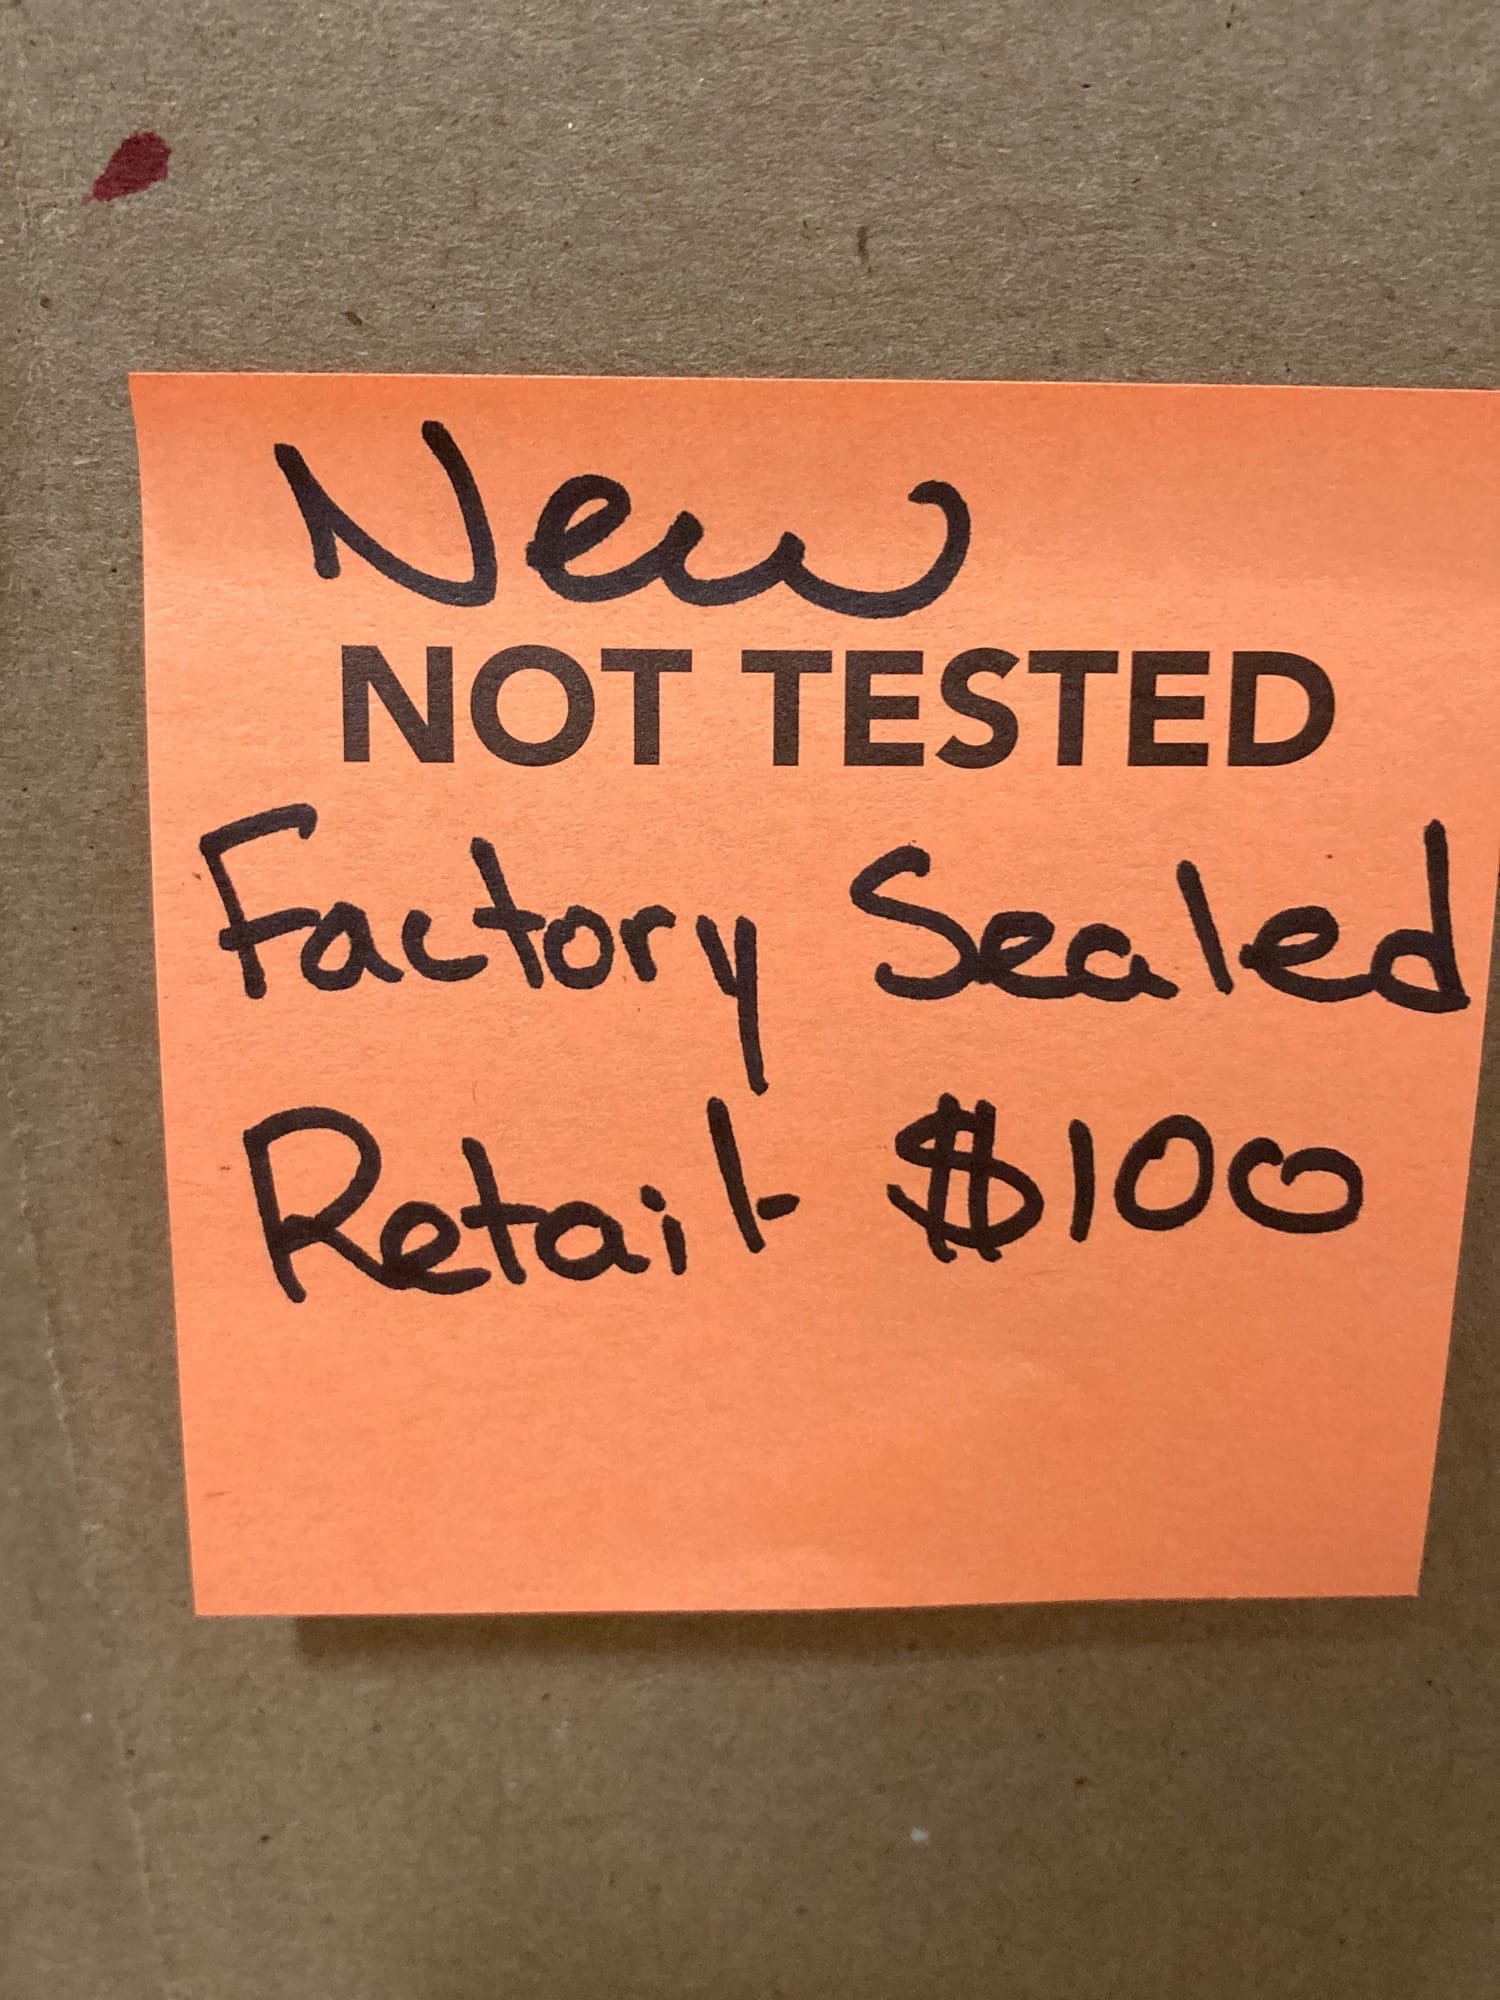 New
NOT TESTED
Factory Sealed
Retail- $100